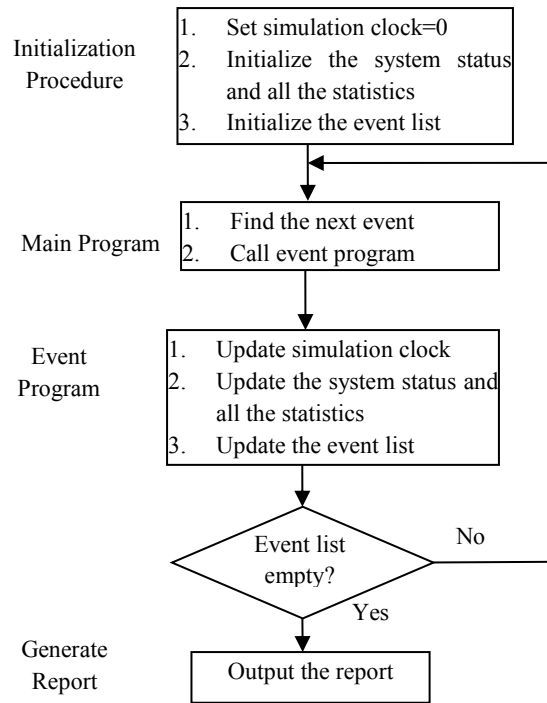 Initialization
Procedure
1. Set simulation clock=0
2. Initialize the system status
and all the statistics
3. Initialize the event list
Main Program
1. Find the next event
2. Call event program
Event
Program
1. Update simulation clock
2. Update the system status and
all the statistics
3. Update the event list
Event list
empty?
No
Yes
Generate
Report
Output the report